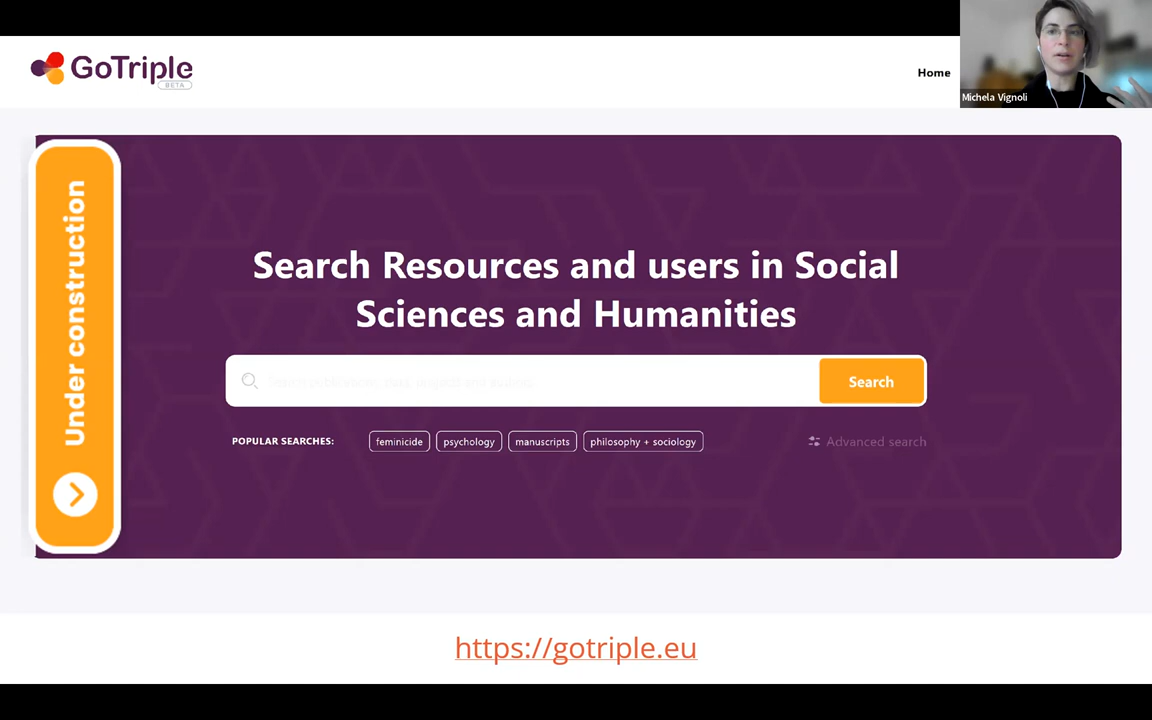 GoTriple
BETA
Home
Michela Vignoli
Under construction
Search Resources and users in Social
Sciences and Humanities
Search
POPULAR SEARCHES:
feminicide
psychology
manuscripts
philosophy + sociology
Advanced search
https://gotriple.eu